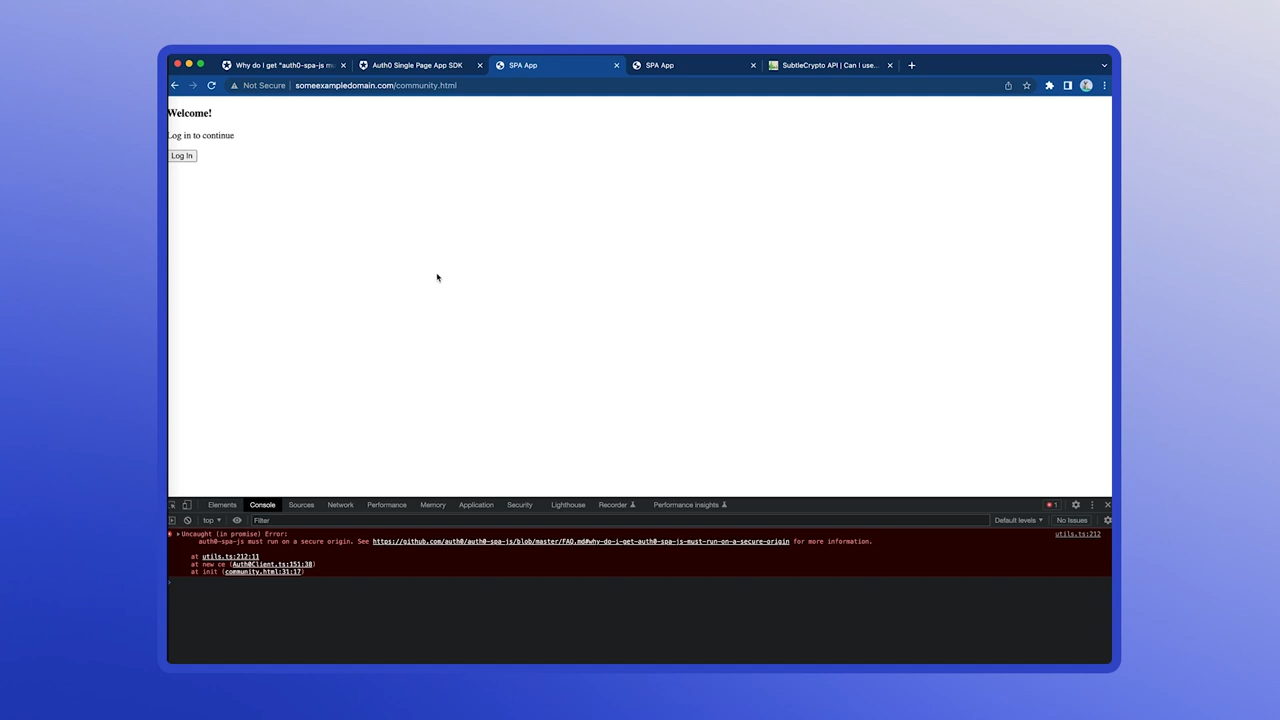 Why do I get "auth0-spa-js m
Auth0 Single Page App SDK
SPA App
SPA App
SubtleCrypto API | Can I use...
Not Secure
someexampledomain.com/community.html
Welcome!
Log in to continue
Log In
Elements
Console
Sources
Network
Performance
Memory
Application
Security
Lighthouse
Recorder
Performance insights
1
top
Filter
Default levels
No Issues
Uncaught (in promise) Error:
utils.ts:212
auth0-spa-js must run on a secure origin. See https://github.com/auth0/auth0-spa-js/blob/master/FAQ.md#why-do-i-get-auth0-spa-js-must-run-on-a-secure-origin for more information.
at utils.ts:212:11
at new ce (Auth0Client.ts:151:38)
at init (community.html:31:17)